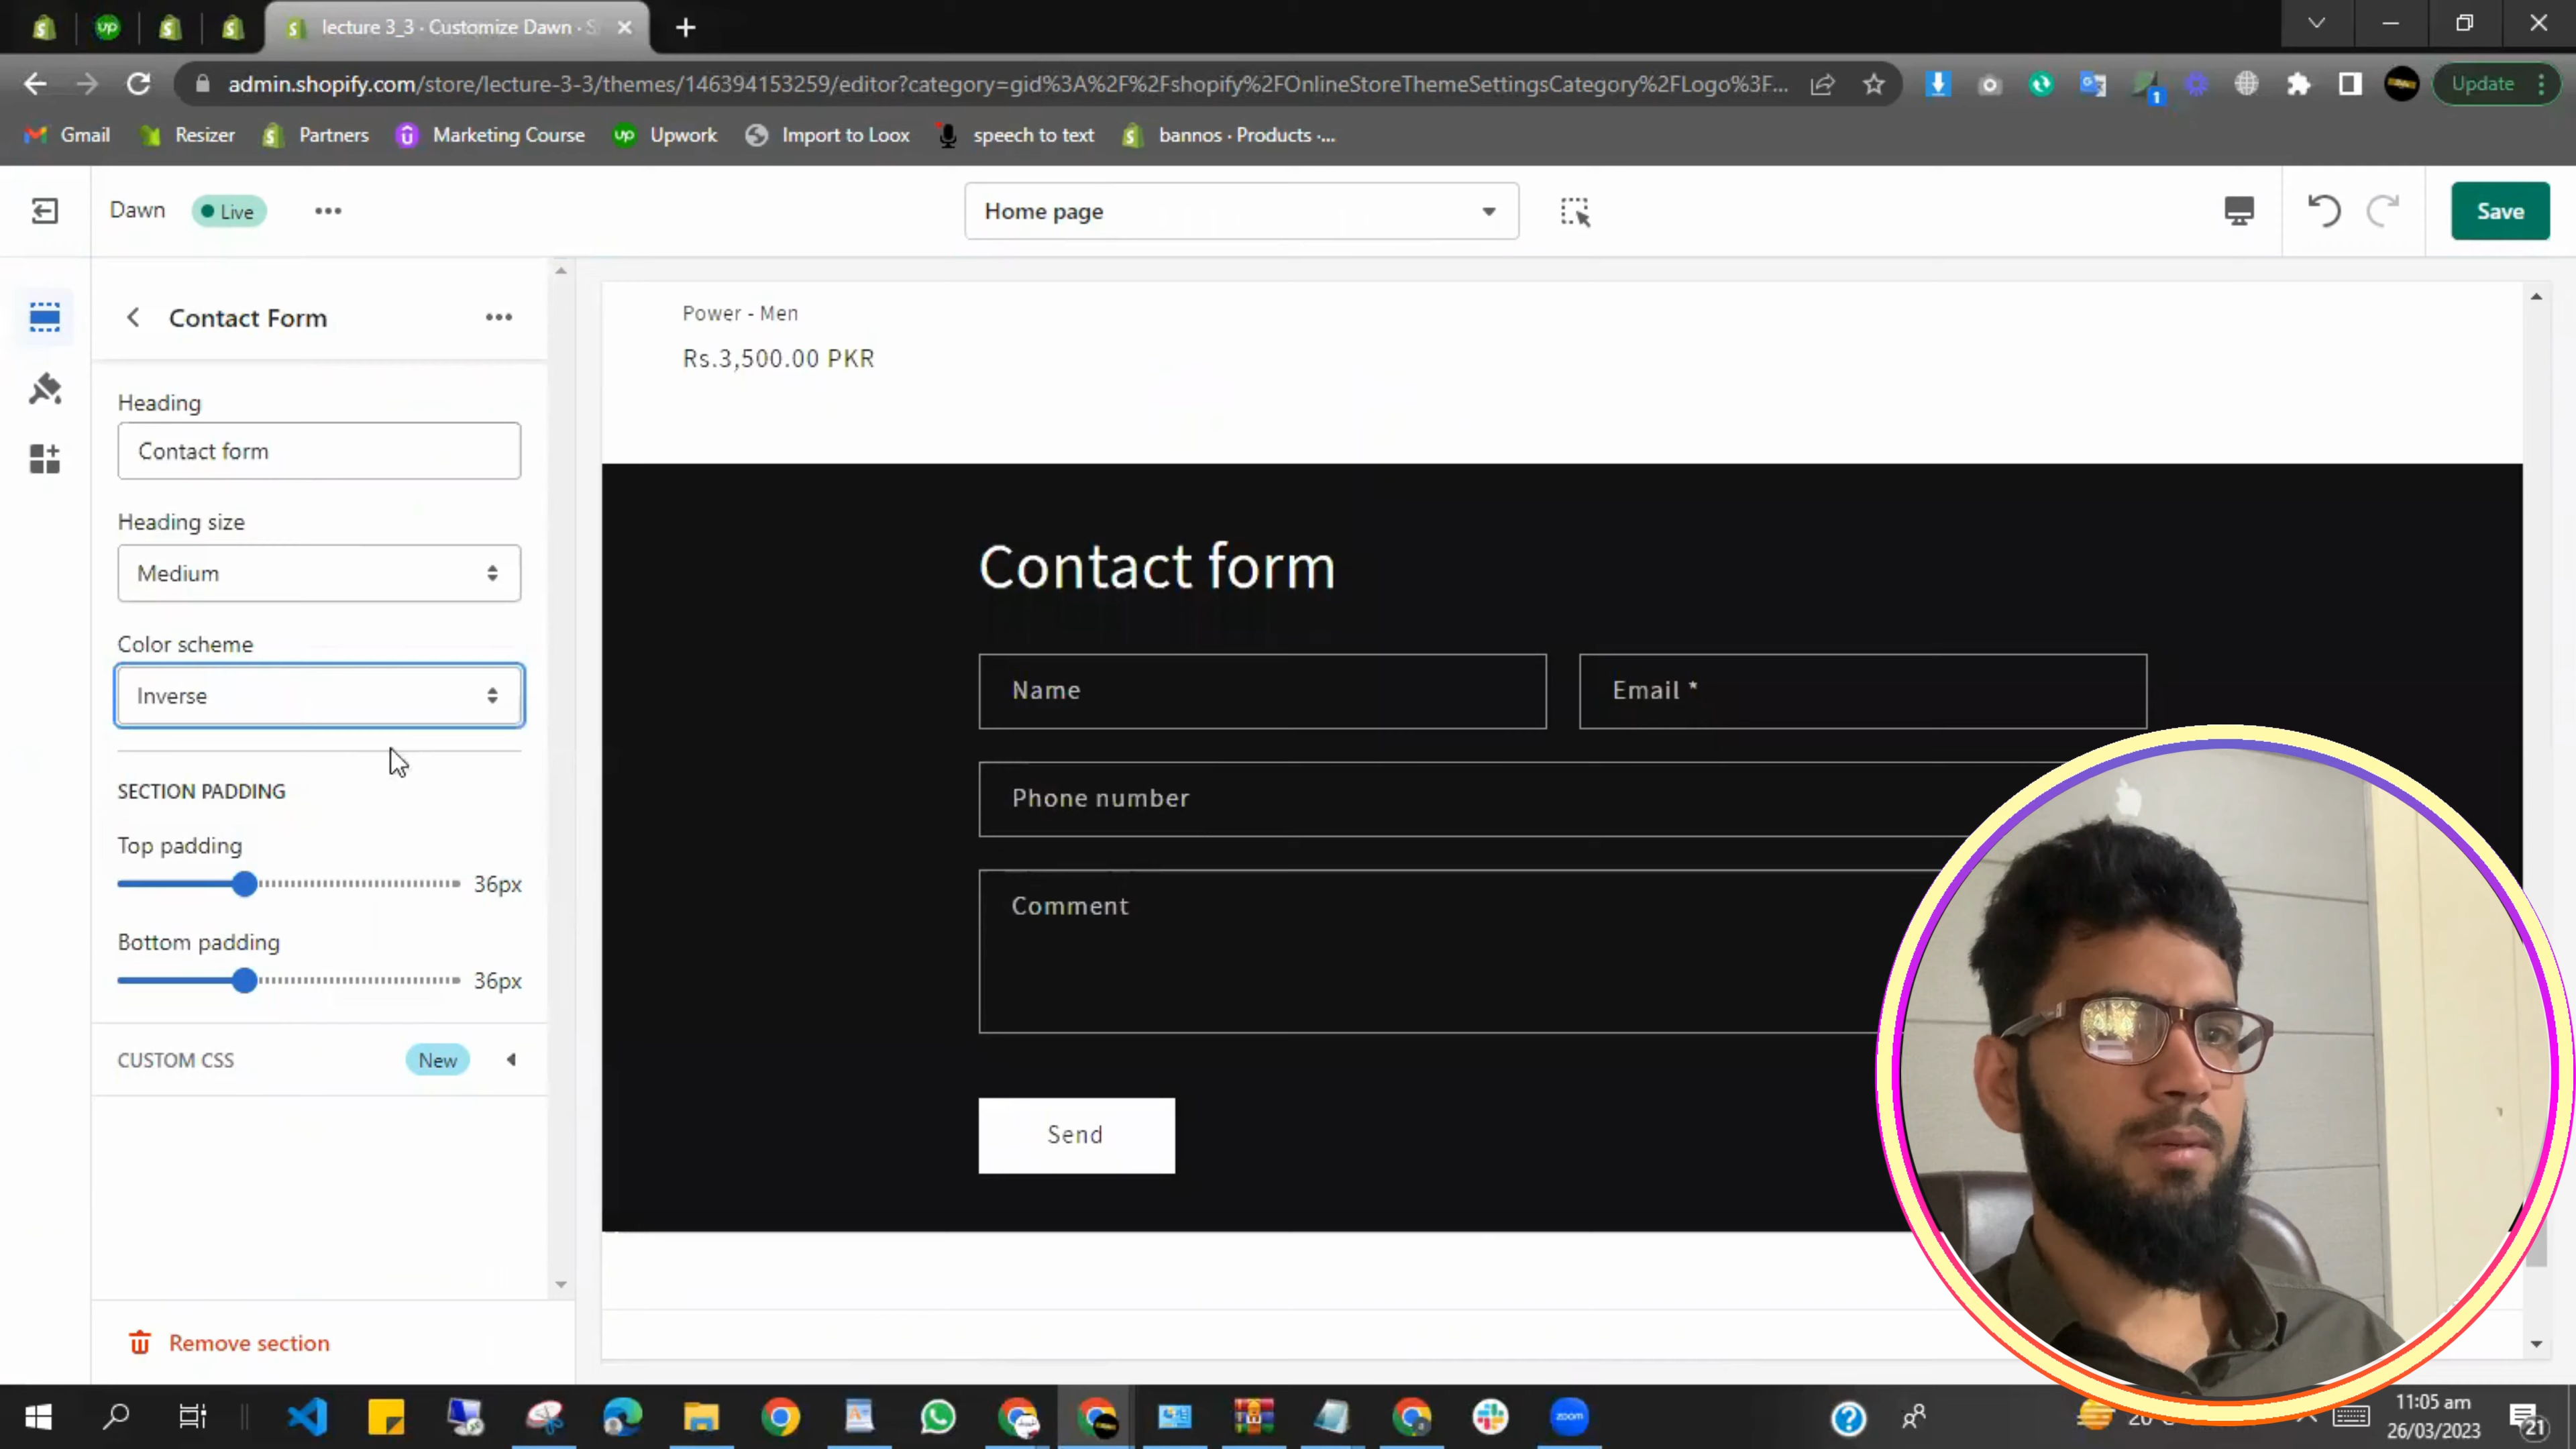 lecture 3_3 · Customize Dawn · S
admin.shopify.com/store/lecture-3-3/themes/146394153259/editor?category=gid%3A%2F%2Fshopify%2FOnlineStoreThemeSettingsCategory%2FLogo%3F...
Update
Gmail
Resizer
Partners
Marketing Course
up Upwork
Import to Loox
speech to text
bannos · Products ·...
Dawn
Live
Home page
Save
Contact Form
Heading
Contact form
Heading size
Medium
Color scheme
Inverse
SECTION PADDING
Top padding
36px
Bottom padding
36px
CUSTOM CSS
New
Remove section
Power - Men
Rs.3,500.00 PKR
Contact form
Name
Email *
Phone number
Comment
Send
zoom
11:05 am
26/03/2023
21